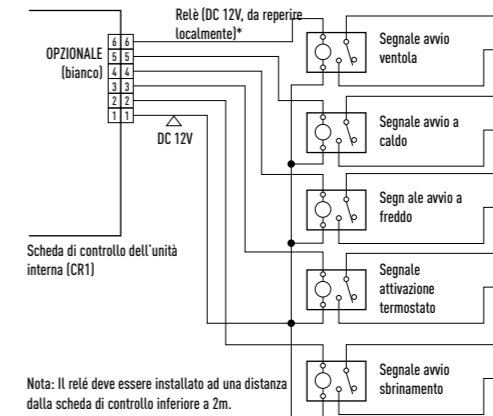 Relè (DC 12V, da reperire
localmente)*
OPZIONALE
(bianco)
6 6
5 5
4 4
3 3
2 2
1 1
DC 12V
Segnale avvio
ventola
Segnale avvio a
caldo
Segn ale avvio a
freddo
Segnale
attivazione
termostato
Segnale avvio
sbrinamento
Scheda di controllo dell'unità
interna (CR1)
Nota: Il relé deve essere installato ad una distanza
dalla scheda di controllo inferiore a 2m.